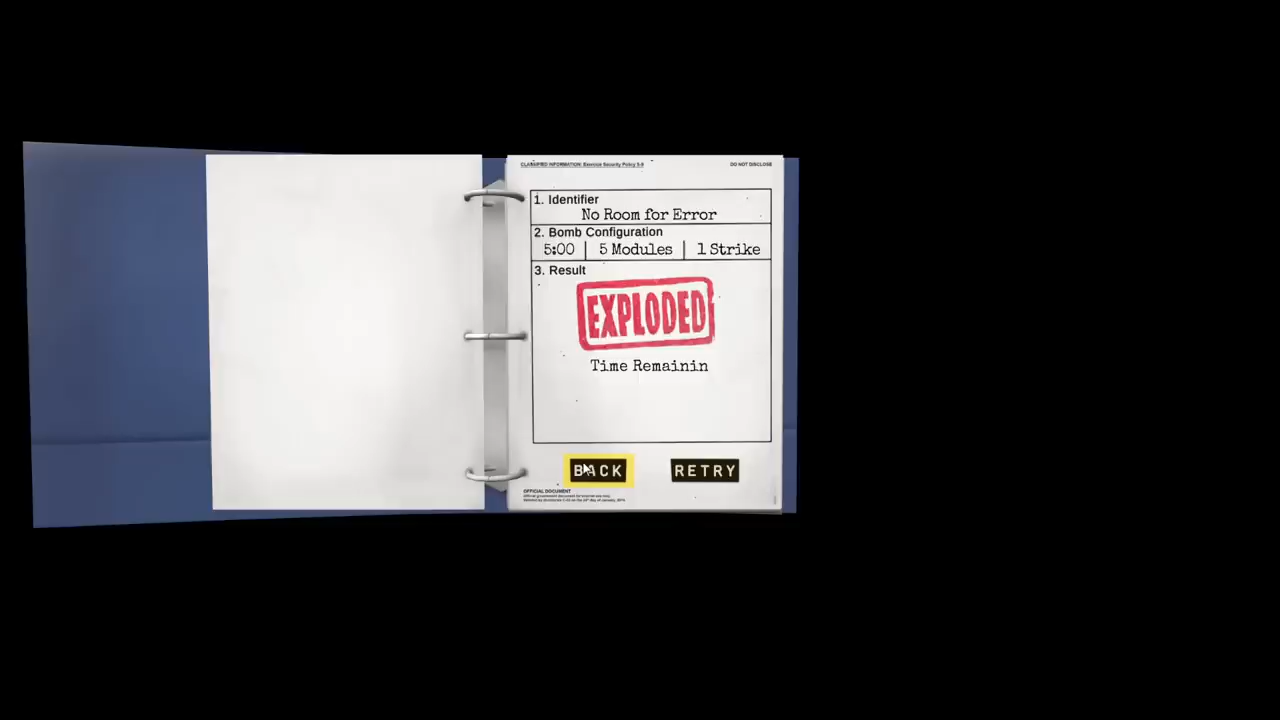 CLASSIFIED INFORMATION: Exercise Security Policy 5-8
DO NOT DISCLOSE
1. Identifier
No Room for Error
2. Bomb Configuration
5:00 | 5 Modules | 1 Strike
3. Result
EXPLODED
Time Remainin
BACK
RETRY
OFFICIAL DOCUMENT